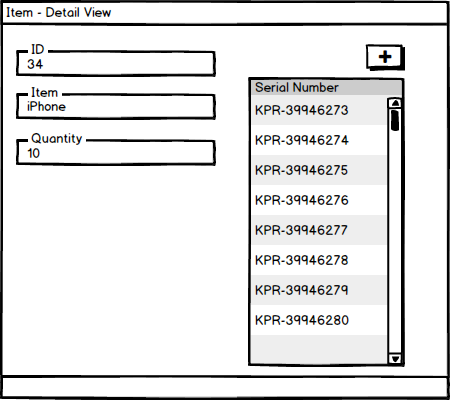 Item - Detail View
ID
34
Item
iPhone
Quantity
10
+
Serial Number
KPR-39946273
KPR-39946274
KPR-39946275
KPR-39946276
KPR-39946277
KPR-39946278
KPR-39946279
KPR-39946280